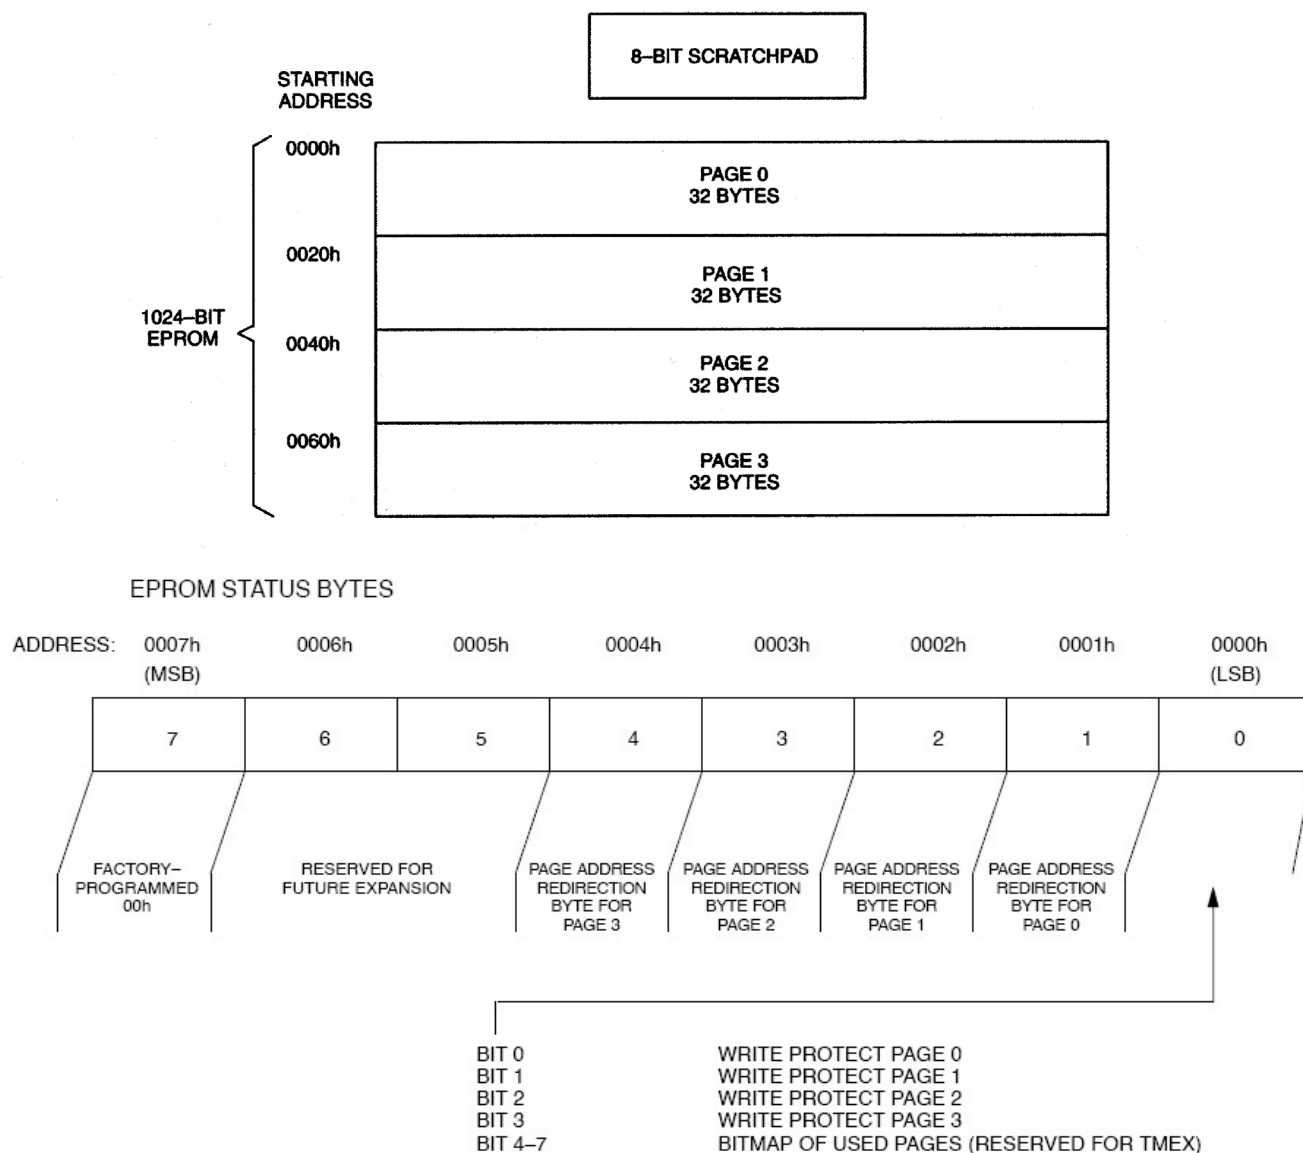 8–BIT SCRATCHPAD
STARTING
ADDRESS
0000h
PAGE 0
32 BYTES
0020h
PAGE 1
32 BYTES
1024–BIT
EPROM
0040h
PAGE 2
32 BYTES
0060h
PAGE 3
32 BYTES
EPROM STATUS BYTES
ADDRESS: 0007h 0006h 0005h 0004h 0003h 0002h 0001h 0000h
(MSB) (LSB)
7 6 5 4 3 2 1 0
FACTORY–
PROGRAMMED
00h
RESERVED FOR
FUTURE EXPANSION
PAGE ADDRESS
REDIRECTION
BYTE FOR
PAGE 3
PAGE ADDRESS
REDIRECTION
BYTE FOR
PAGE 2
PAGE ADDRESS
REDIRECTION
BYTE FOR
PAGE 1
PAGE ADDRESS
REDIRECTION
BYTE FOR
PAGE 0
BIT 0 WRITE PROTECT PAGE 0
BIT 1 WRITE PROTECT PAGE 1
BIT 2 WRITE PROTECT PAGE 2
BIT 3 WRITE PROTECT PAGE 3
BIT 4–7 BITMAP OF USED PAGES (RESERVED FOR TMEX)